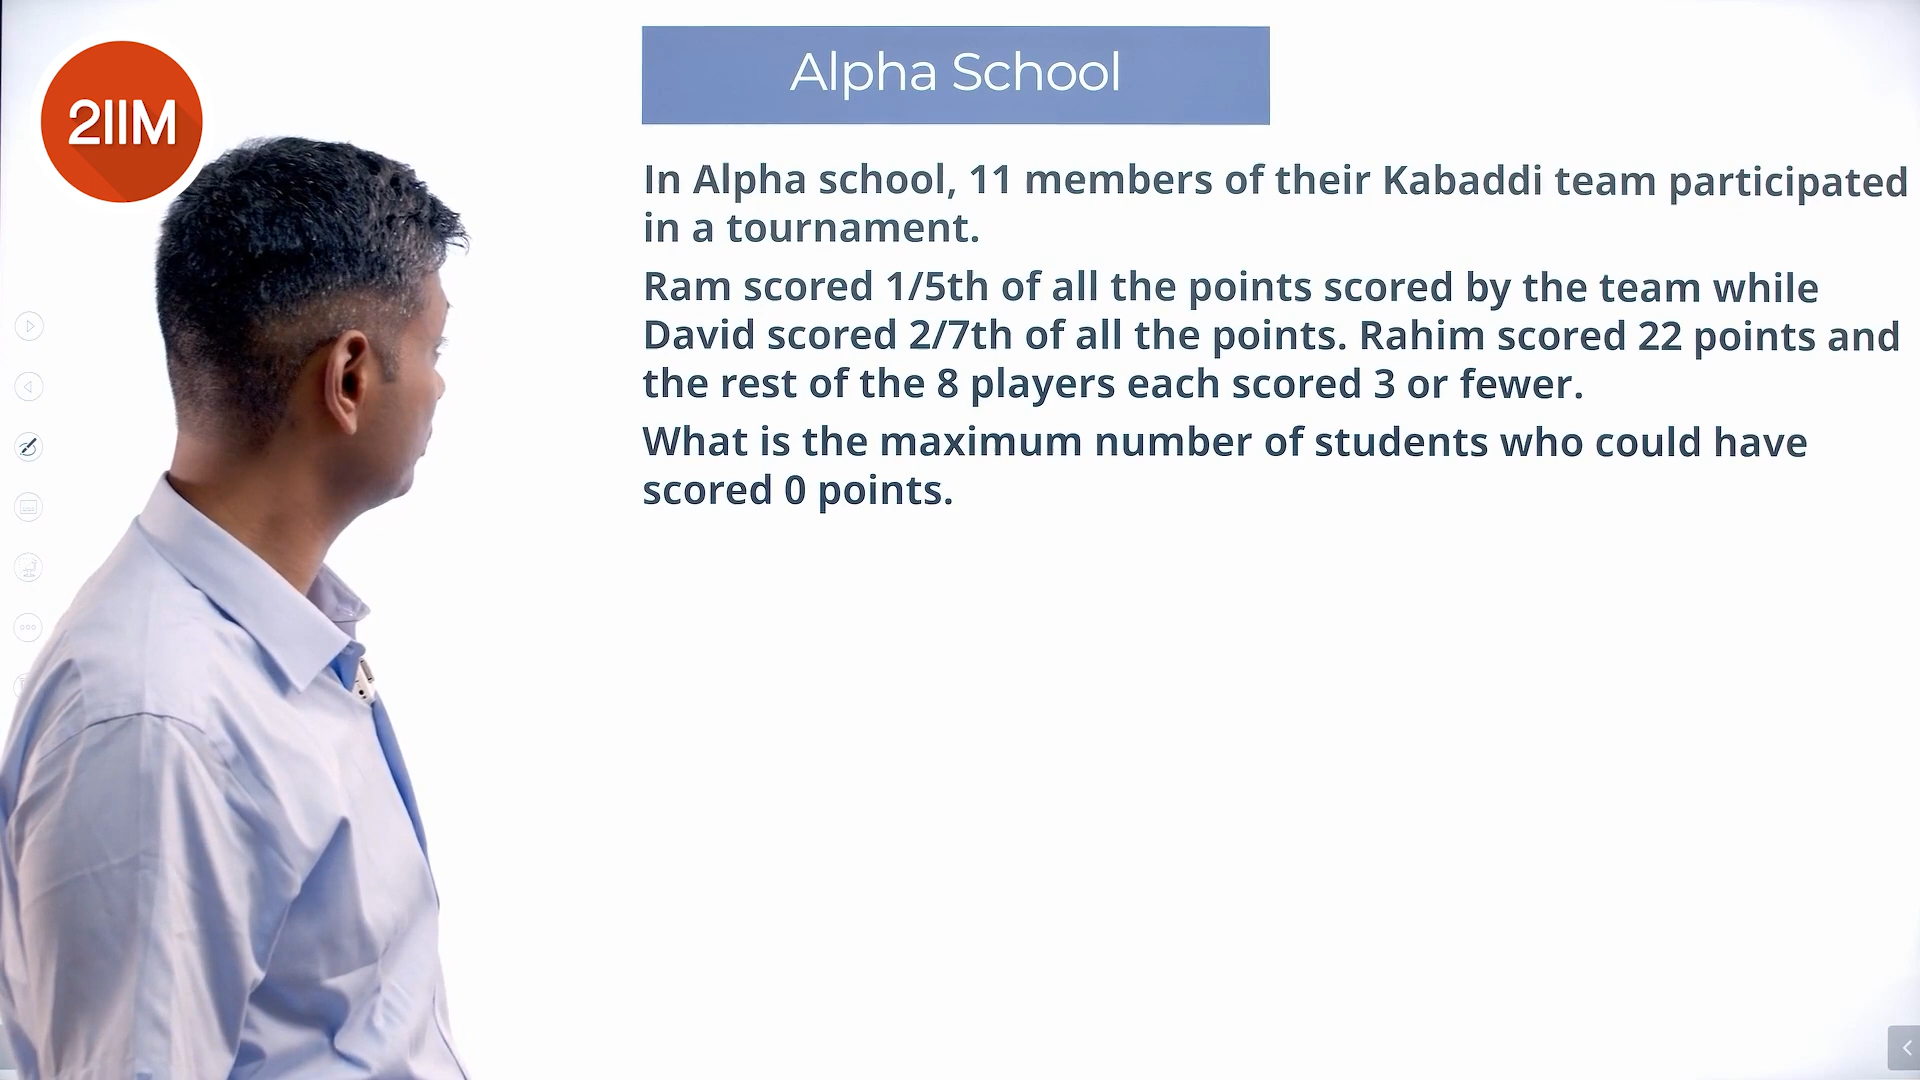 2IIM
Alpha School
In Alpha school, 11 members of their Kabaddi team participated
in a tournament.
Ram scored 1/5th of all the points scored by the team while
David scored 2/7th of all the points. Rahim scored 22 points and
the rest of the 8 players each scored 3 or fewer.
What is the maximum number of students who could have
scored 0 points.